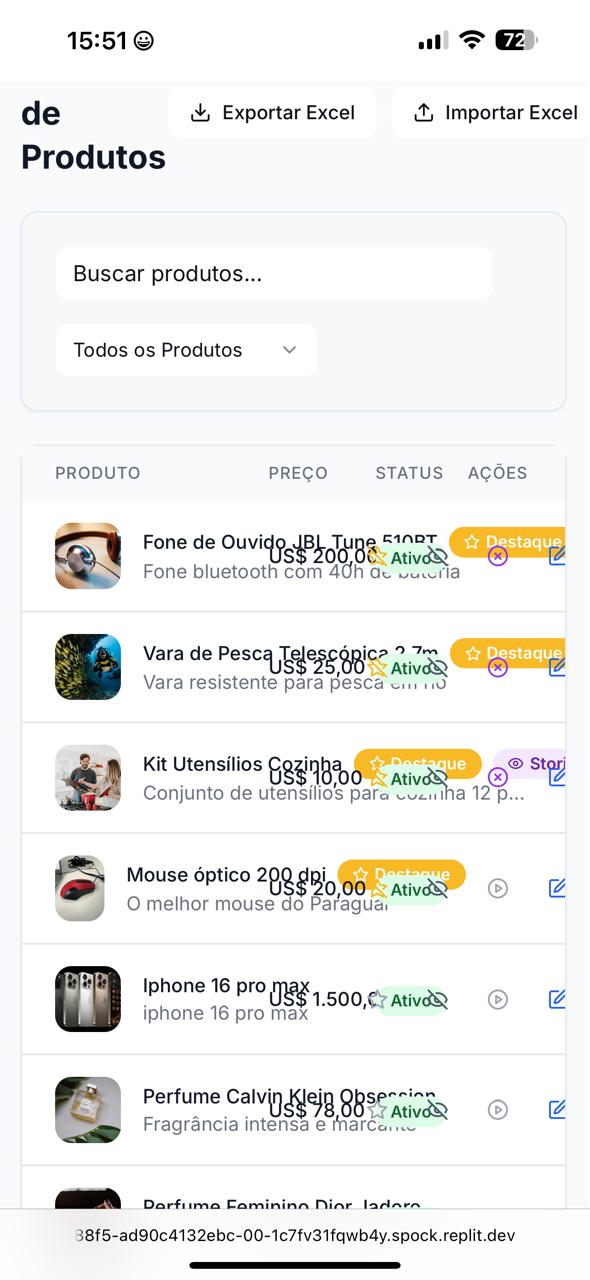 15:51
72
de
Produtos
Exportar Excel
Importar Excel
Buscar produtos...
Todos os Produtos
PRODUTO PREÇO STATUS AÇÕES
Fone de Ouvido JBL Tune 510BT Destaque
US$ 200,00 Ativo
Fone bluetooth com 40h de bateria
Vara de Pesca Telescópica 2.7m Destaque
US$ 25,00 Ativo
Vara resistente para pesca em rio
Kit Utensílios Cozinha Destaque Stori
US$ 10,00 Ativo
Conjunto de utensílios para cozinha 12 p...
Mouse óptico 200 dpi Destaque
US$ 20,00 Ativo
O melhor mouse do Paraguai
Iphone 16 pro max
US$ 1.500, Ativo
iphone 16 pro max
Perfume Calvin Klein Obsession
US$ 78,00 Ativo
Fragrância intensa e marcante
Perfume Feminino Dior Jadore
38f5-ad90c4132ebc-00-1c7fv31fqwb4y.spock.replit.dev